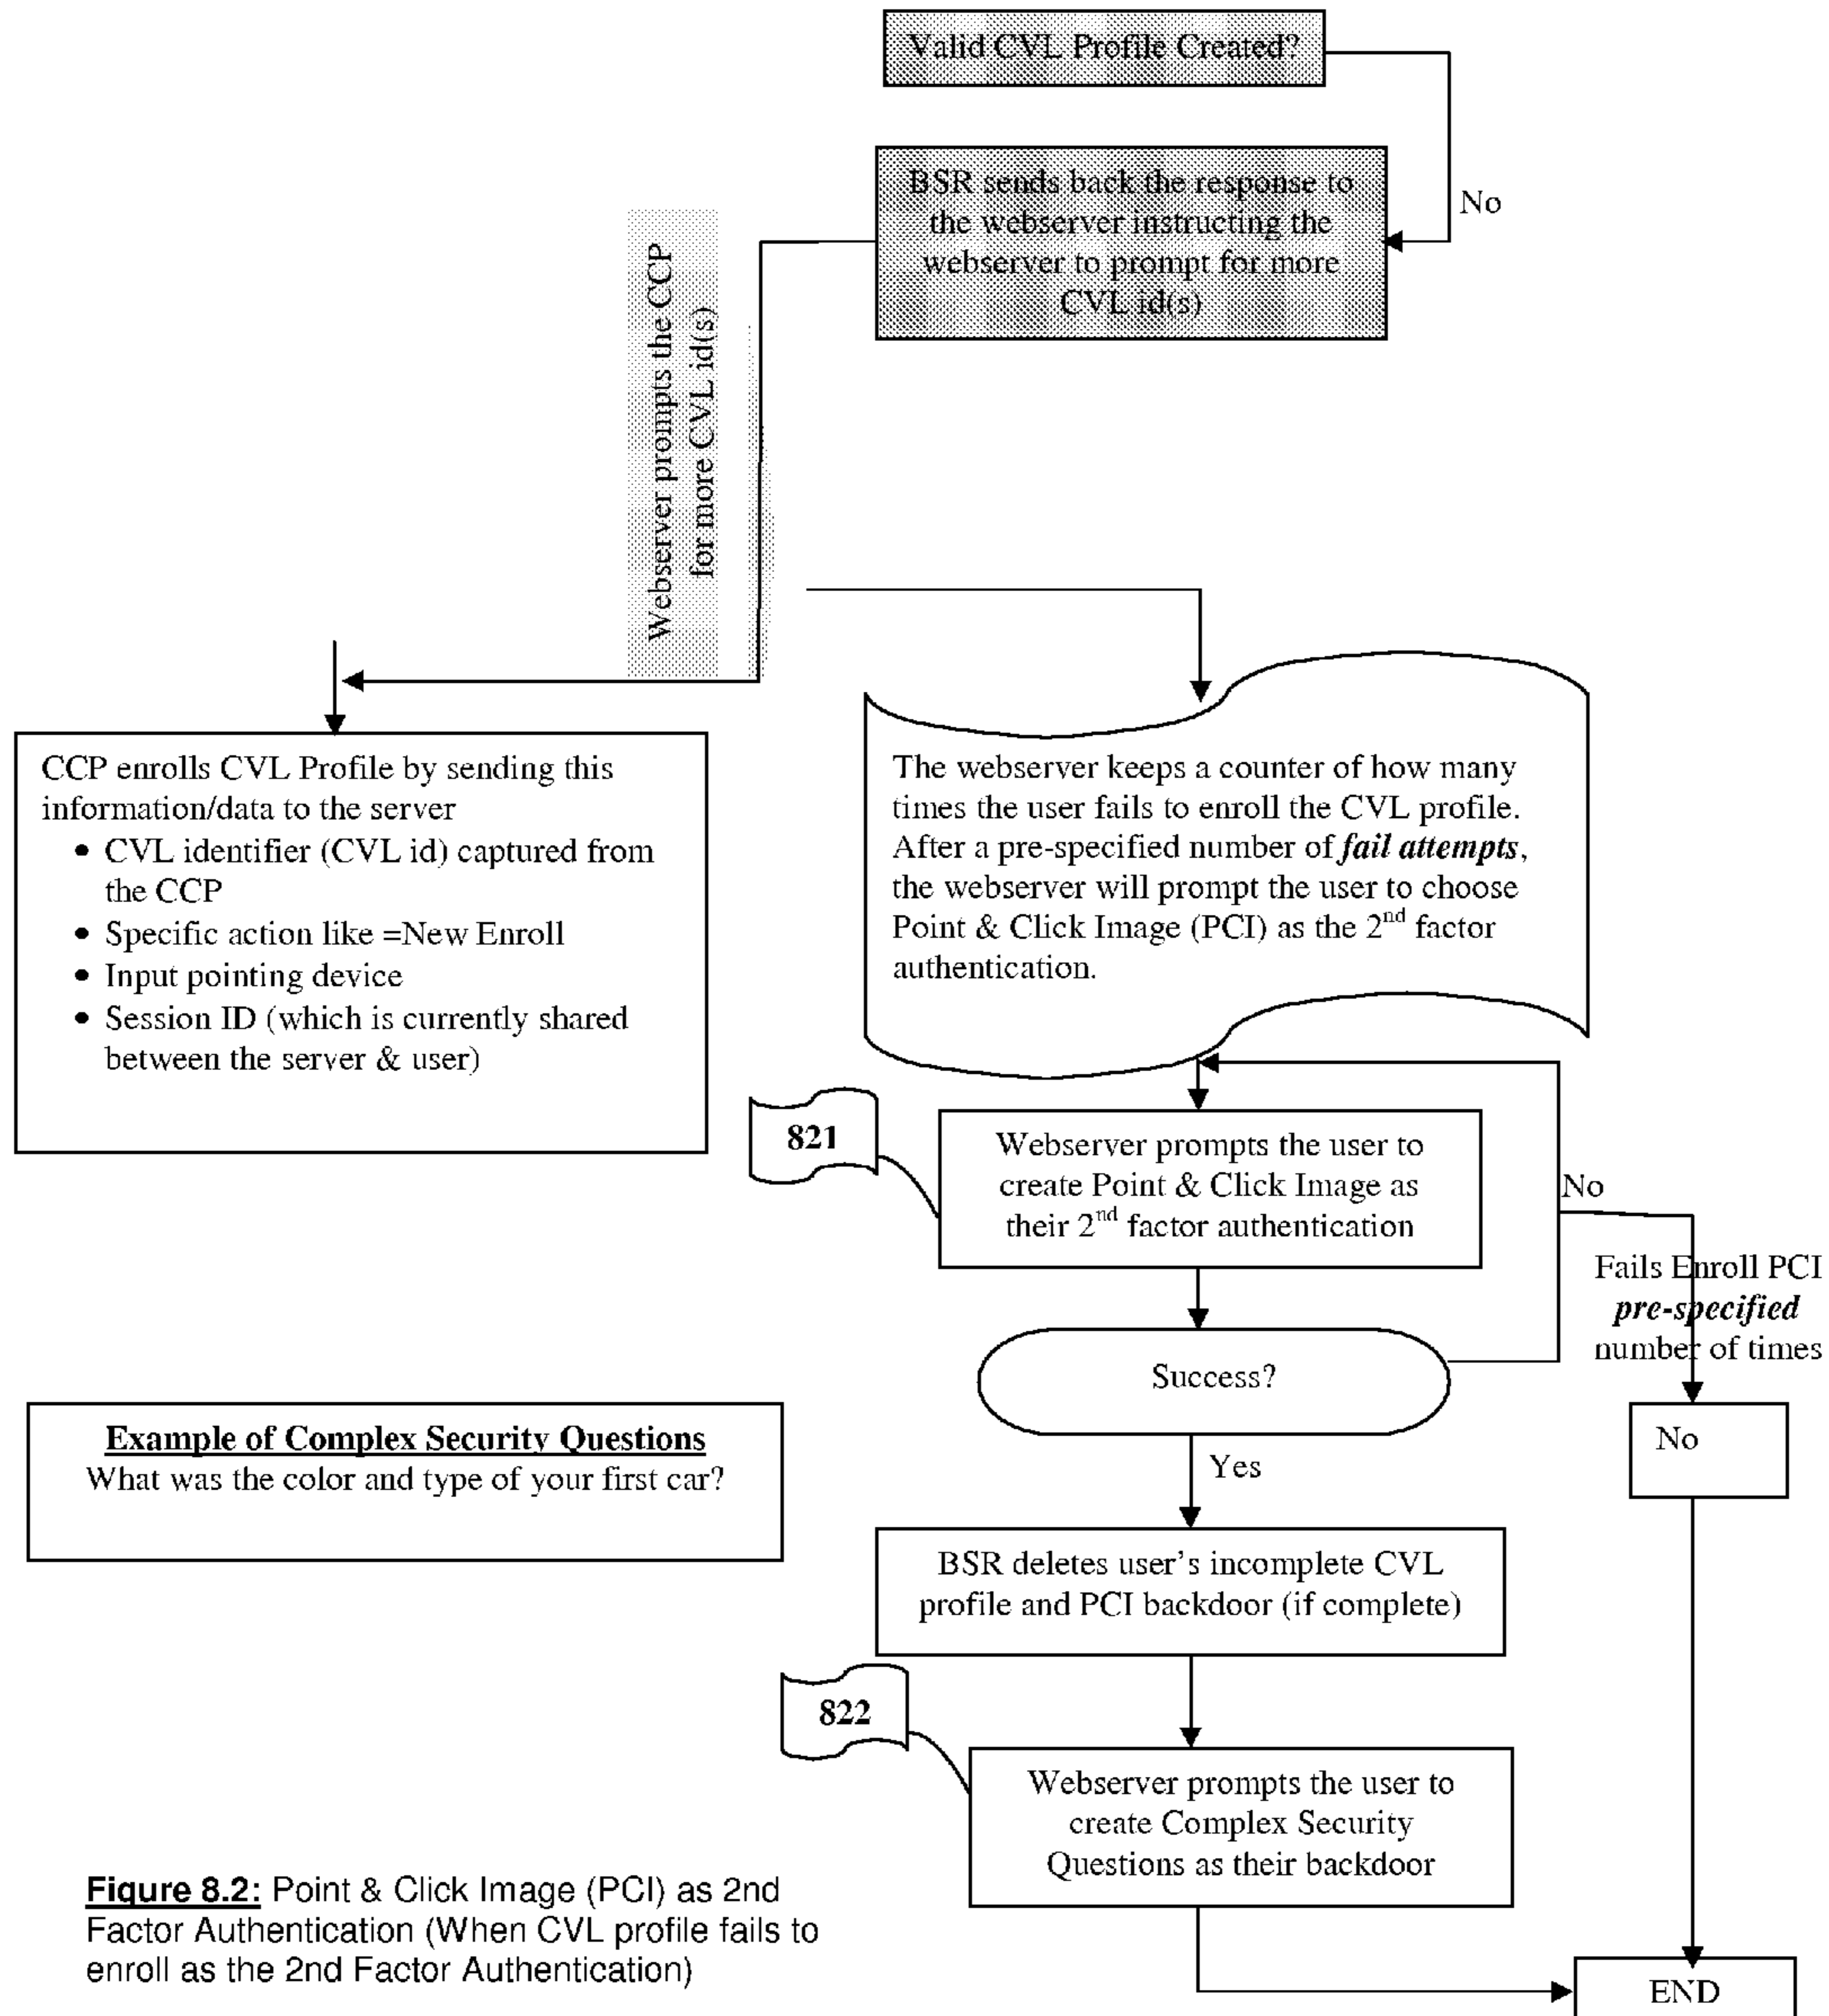 Valid CVL Profile Created?
No
BSR sends back the response to
the webserver instructing the
webserver to prompt for more
CVL id(s)
Webserver prompts the CCP
for more CVL id(s)
CCP enrolls CVL Profile by sending this
information/data to the server
• CVL identifier (CVL id) captured from
the CCP
• Specific action like =New Enroll
• Input pointing device
• Session ID (which is currently shared
between the server & user)
The webserver keeps a counter of how many
times the user fails to enroll the CVL profile.
After a pre-specified number of fail attempts,
the webserver will prompt the user to choose
Point & Click Image (PCI) as the 2nd factor
authentication.
821
Webserver prompts the user to
create Point & Click Image as
their 2nd factor authentication
No
Fails Enroll PCI
pre-specified
number of times
Success?
No
Example of Complex Security Questions
What was the color and type of your first car?
Yes
BSR deletes user's incomplete CVL
profile and PCI backdoor (if complete)
822
Webserver prompts the user to
create Complex Security
Questions as their backdoor
Figure 8.2: Point & Click Image (PCI) as 2nd
Factor Authentication (When CVL profile fails to
enroll as the 2nd Factor Authentication)
END